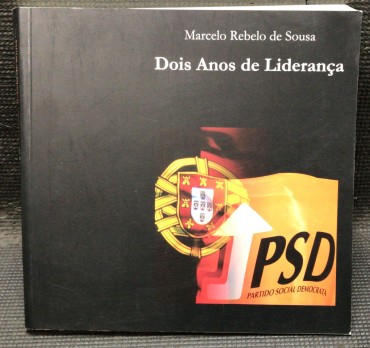 Marcelo Rebelo de Sousa
Dois Anos de Liderança
PSD
PARTIDO SOCIAL DEMOCRATA